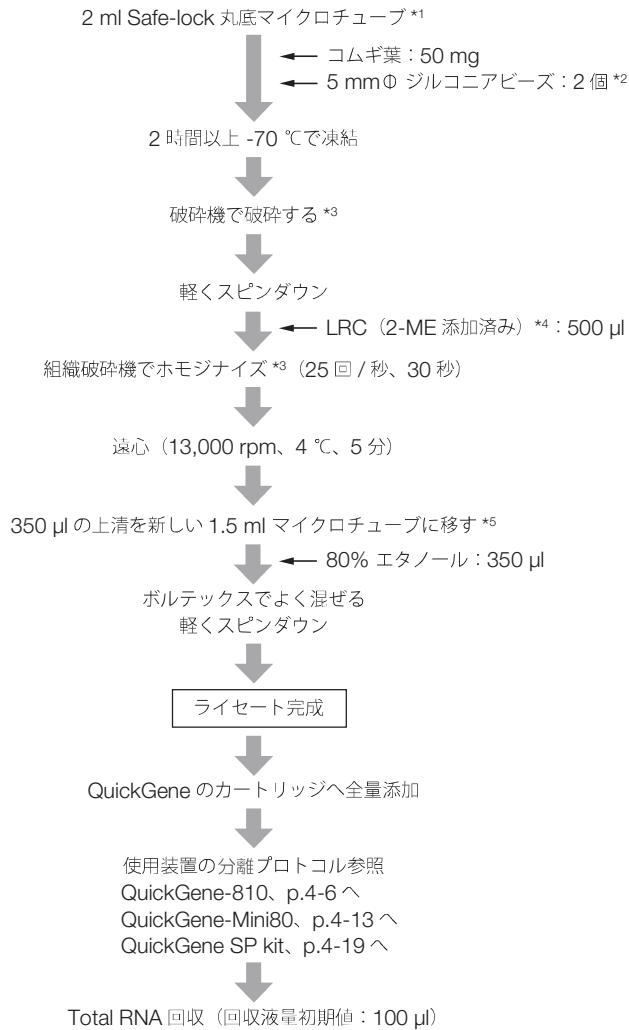 2 ml Safe-lock 丸底マイクロチューブ *1
コムギ葉：50 mg
5 mmΦ ジルコニアビーズ：2 個 *2
2 時間以上 -70 ℃で凍結
破砕機で破砕する *3
軽くスピンダウン
LRC（2-ME 添加済み）*4：500 µl
組織破砕機でホモジナイズ *3（25 回 / 秒、30 秒）
遠心（13,000 rpm、4 ℃、5 分）
350 µl の上清を新しい 1.5 ml マイクロチューブに移す *5
80% エタノール：350 µl
ボルテックスでよく混ぜる
軽くスピンダウン
ライセート完成
QuickGene のカートリッジへ全量添加
使用装置の分離プロトコル参照
QuickGene-810、p.4-6 へ
QuickGene-Mini80、p.4-13 へ
QuickGene SP kit、p.4-19 へ
Total RNA 回収（回収液量初期値：100 µl）